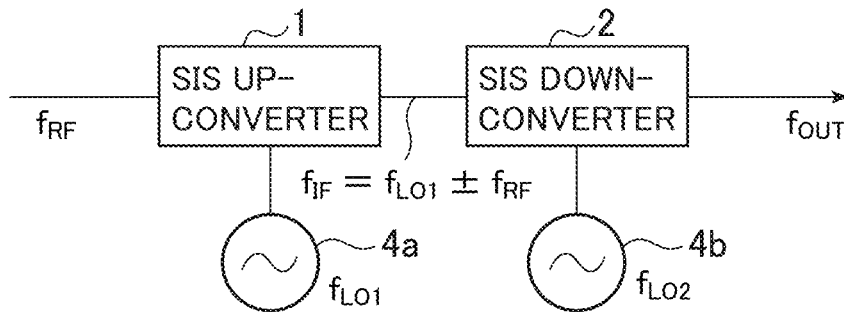 1
2
SIS UP-
CONVERTER
SIS DOWN-
CONVERTER
fRF
fOUT
fIF = fLO1 ± fRF
4a
4b
fLO1
fLO2